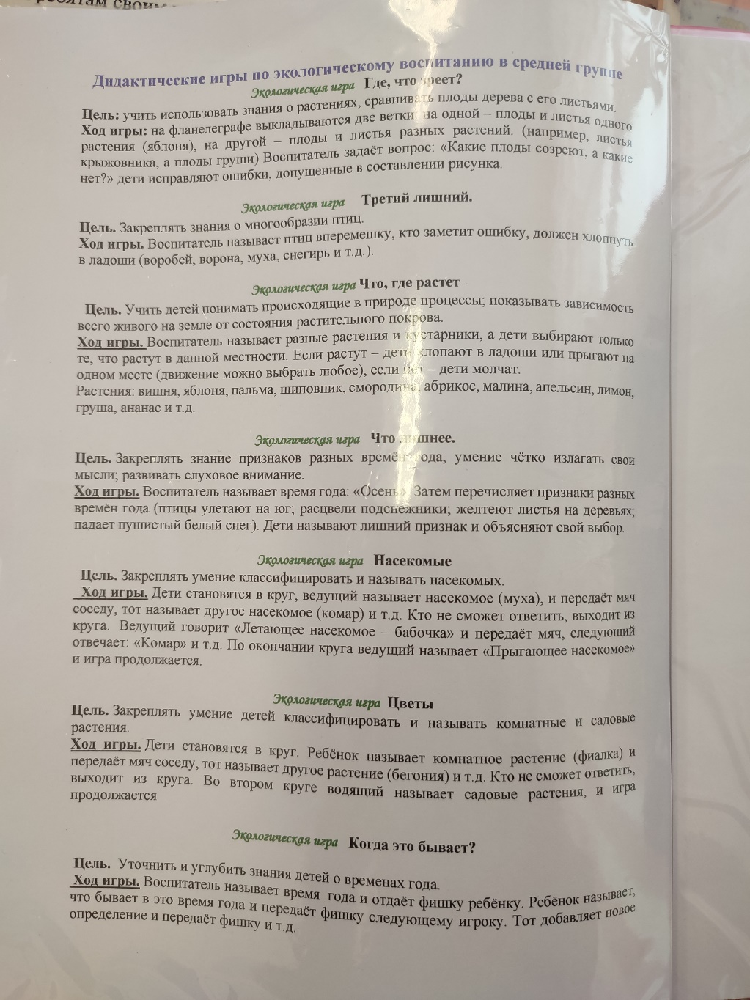 своим
Дидактические игры по экологическому воспитанию в средней группе
Экологическая игра Где, что зреет?
Цель: учить использовать знания о растениях, сравнивать плоды дерева с его листьями.
Ход игры: на фланелеграфе выкладываются две ветки: на одной – плоды и листья одного
растения (яблоня), на другой – плоды и листья разных растений. (например, листья
крыжовника, а плоды груши) Воспитатель задаёт вопрос: «Какие плоды созреют, а какие
нет?» дети исправляют ошибки, допущенные в составлении рисунка.
Экологическая игра Третий лишний.
Цель. Закреплять знания о многообразии птиц.
Ход игры. Воспитатель называет птиц вперемешку, кто заметит ошибку, должен хлопнуть
в ладоши (воробей, ворона, муха, снегирь и т.д.).
Экологическая игра Что, где растет
Цель. Учить детей понимать происходящие в природе процессы; показывать зависимость
всего живого на земле от состояния растительного покрова.
Ход игры. Воспитатель называет разные растения и кустарники, а дети выбирают только
те, что растут в данной местности. Если растут – дети хлопают в ладоши или прыгают на
одном месте (движение можно выбрать любое), если нет – дети молчат.
Растения: вишня, яблоня, пальма, шиповник, смородина, абрикос, малина, апельсин, лимон,
груша, ананас и т.д.
Экологическая игра Что лишнее.
Цель. Закреплять знание признаков разных времён года, умение чётко излагать свои
мысли; развивать слуховое внимание.
Ход игры. Воспитатель называет время года: «Осень». Затем перечисляет признаки разных
времён года (птицы улетают на юг; расцвели подснежники; желтеют листья на деревьях;
падает пушистый белый снег). Дети называют лишний признак и объясняют свой выбор.
Экологическая игра Насекомые
Цель. Закреплять умение классифицировать и называть насекомых.
Ход игры. Дети становятся в круг, ведущий называет насекомое (муха), и передаёт мяч
соседу, тот называет другое насекомое (комар) и т.д. Кто не сможет ответить, выходит из
круга. Ведущий говорит «Летающее насекомое – бабочка» и передаёт мяч, следующий
отвечает: «Комар» и т.д. По окончании круга ведущий называет «Прыгающее насекомое»
и игра продолжается.
Экологическая игра Цветы
Цель. Закреплять умение детей классифицировать и называть комнатные и садовые
растения.
Ход игры. Дети становятся в круг. Ребёнок называет комнатное растение (фиалка) и
передаёт мяч соседу, тот называет другое растение (бегония) и т.д. Кто не сможет ответить,
выходит из круга. Во втором круге водящий называет садовые растения, и игра
продолжается
Экологическая игра Когда это бывает?
Цель. Уточнить и углубить знания детей о временах года.
Ход игры. Воспитатель называет время года и отдаёт фишку ребёнку. Ребёнок называет,
что бывает в это время года и передаёт фишку следующему игроку. Тот добавляет новое
определение и передаёт фишку и т.д.